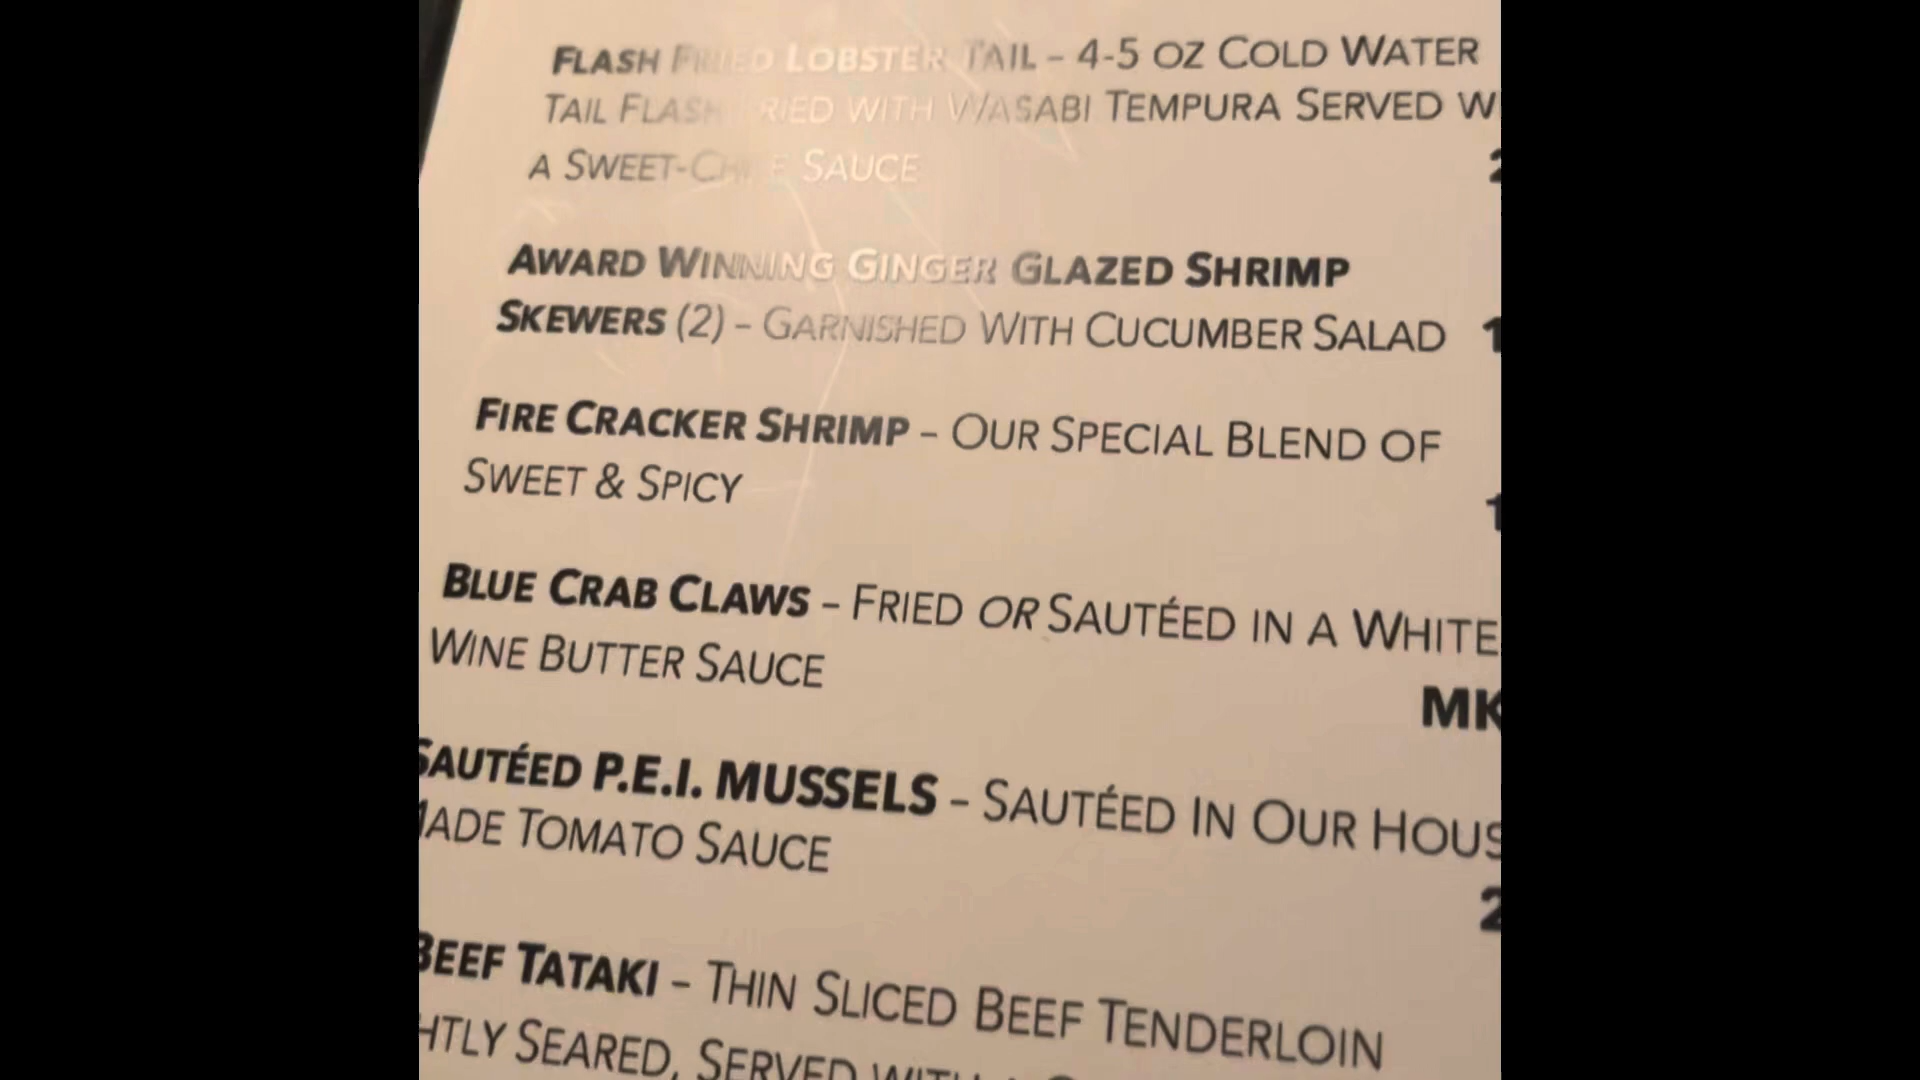 FLASH FRIED LOBSTER TAIL – 4-5 OZ COLD WATER
TAIL FLASH FRIED WITH WASABI TEMPURA SERVED
A SWEET-CHILE SAUCE
AWARD WINNING GINGER GLAZED SHRIMP
SKEWERS (2) – GARNISHED WITH CUCUMBER SALAD
FIRE CRACKER SHRIMP – OUR SPECIAL BLEND OF
SWEET & SPICY
BLUE CRAB CLAWS – FRIED OR SAUTÉED IN A WHITE
WINE BUTTER SAUCE
SAUTÉED P.E.I. MUSSELS – SAUTÉED IN OUR HOUS
MADE TOMATO SAUCE
BEEF TATAKI – THIN SLICED BEEF TENDERLOIN
HTLY SEARED, SERVED WITH